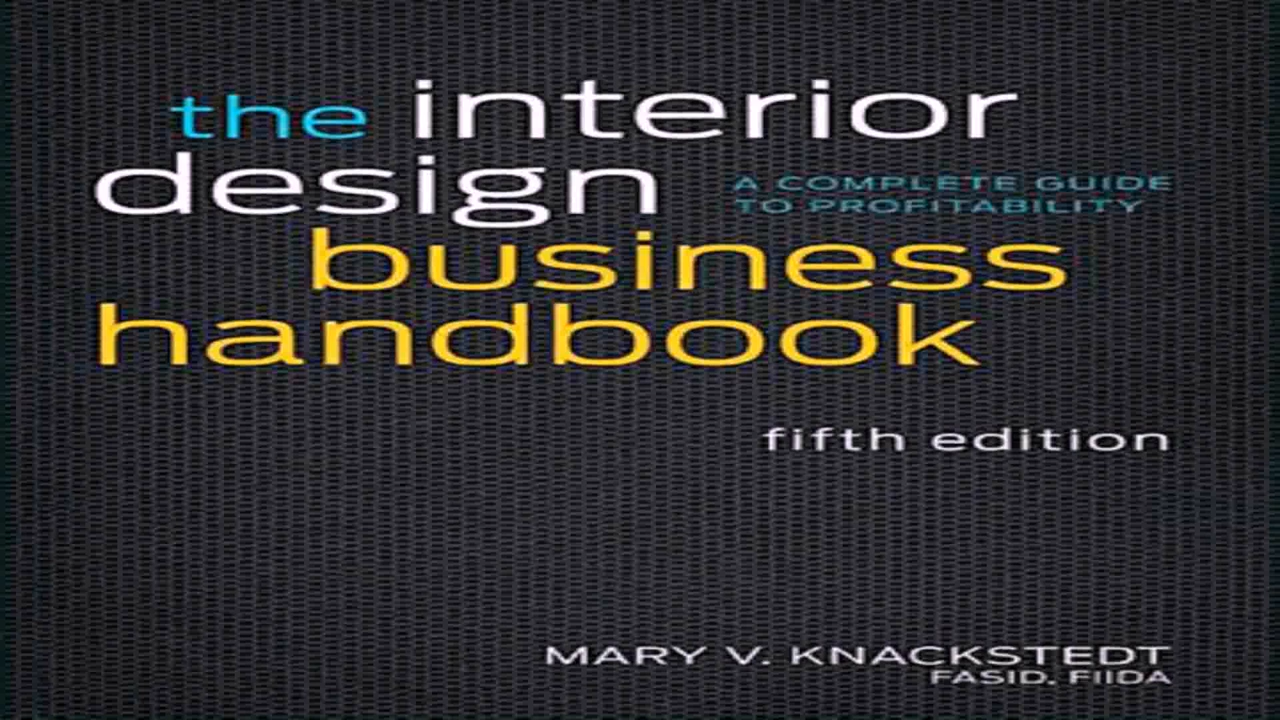 the interior
design
A COMPLETE GUIDE
TO PROFITABILITY
business
handbook
fifth edition
MARY V. KNACKSTEDT
FASID, FIIDA